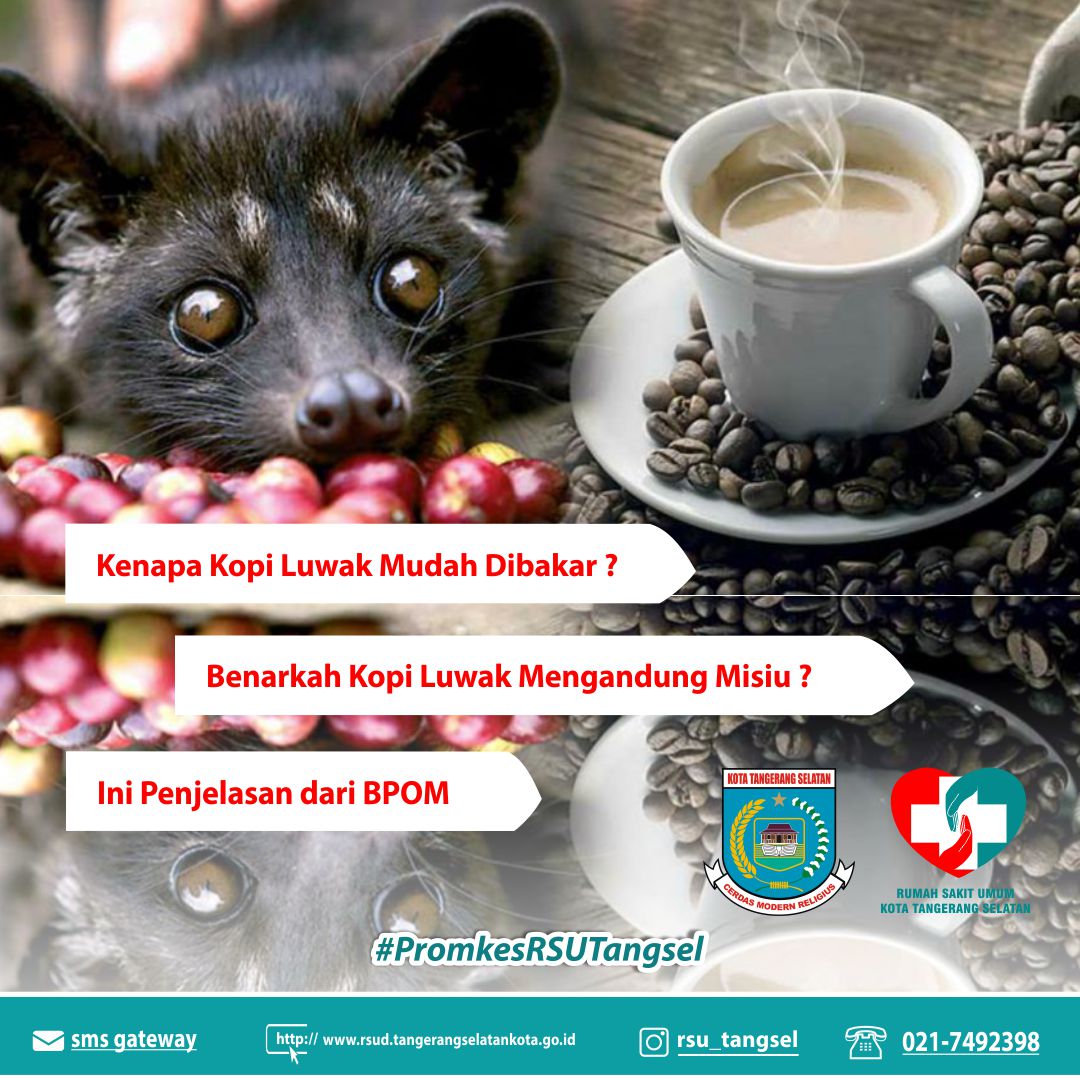 Kenapa Kopi Luwak Mudah Dibakar ?
Benarkah Kopi Luwak Mengandung Misiu ?
Ini Penjelasan dari BPOM
KOTA TANGERANG SELATAN
CERDAS MODERN RELIGIUS
RUMAH SAKIT UMUM
KOTA TANGERANG SELATAN
#PromkesRSUTangsel
sms gateway
http:// www.rsud.tangerangselatankota.go.id
rsu_tangsel
021-7492398